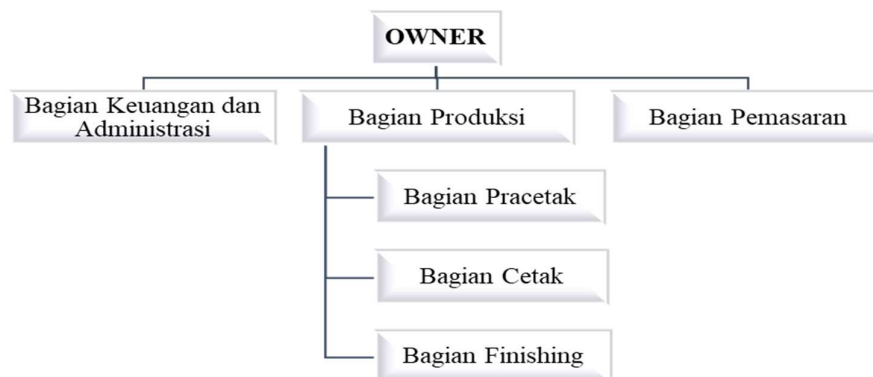 OWNER
Bagian Keuangan dan
Administrasi
Bagian Produksi
Bagian Pemasaran
Bagian Pracetak
Bagian Cetak
Bagian Finishing